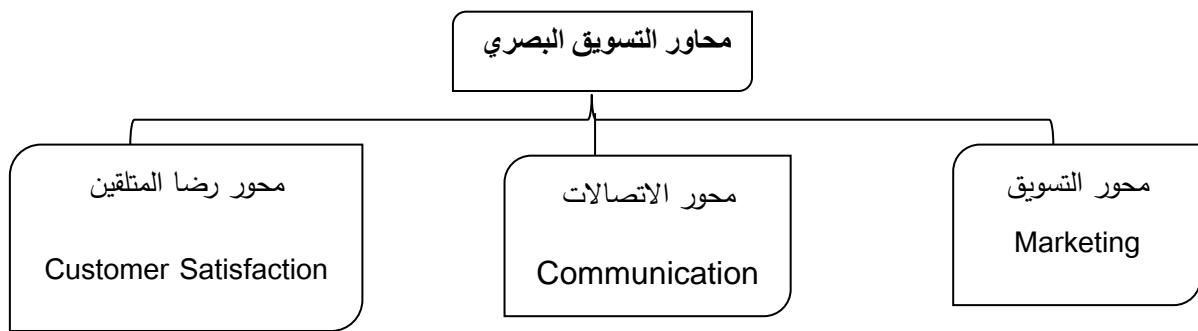 محاور التسويق البصري
محور التسويق
Marketing
محور الاتصالات
Communication
محور رضا المتلقين
Customer Satisfaction